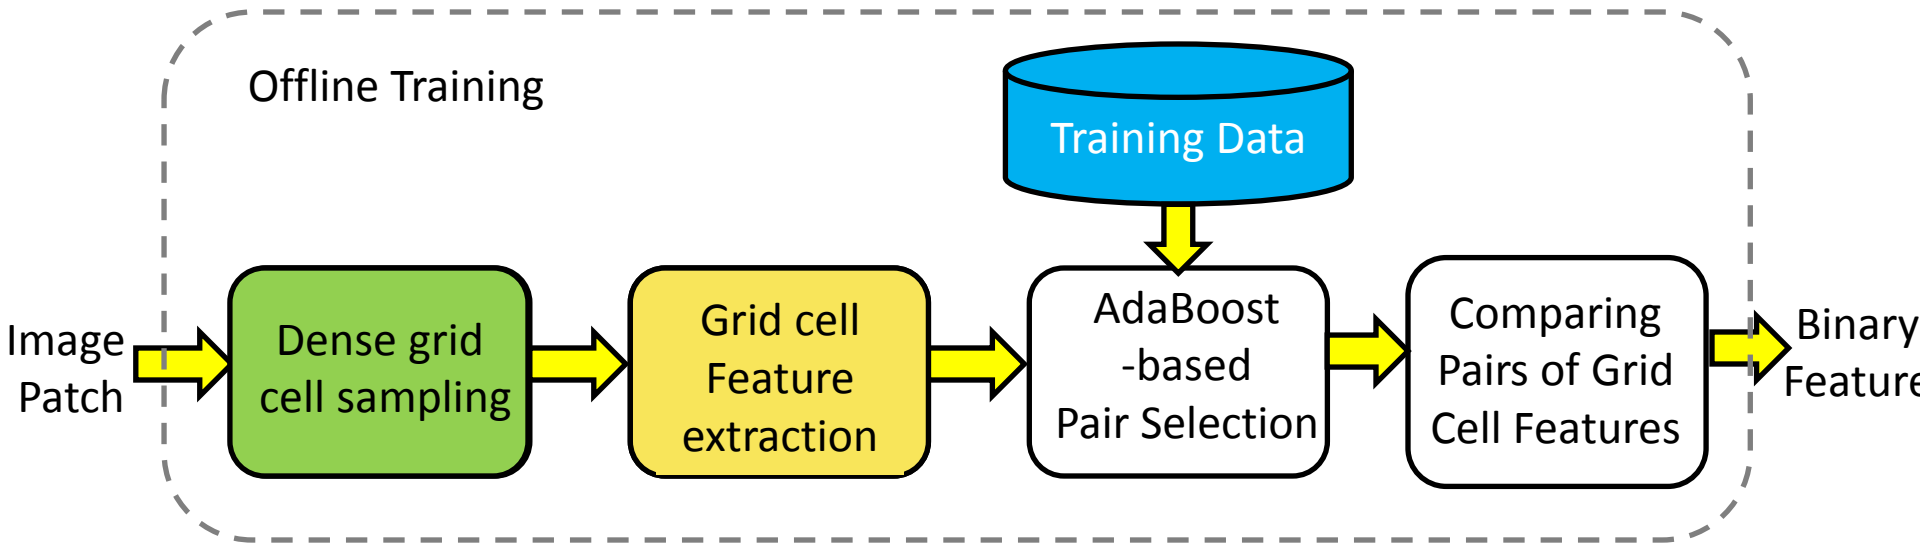 Offline Training
Training Data
Image
Patch
Dense grid
cell sampling
Grid cell
Feature
extraction
AdaBoost
-based
Pair Selection
Comparing
Pairs of Grid
Cell Features
Binary
Feature